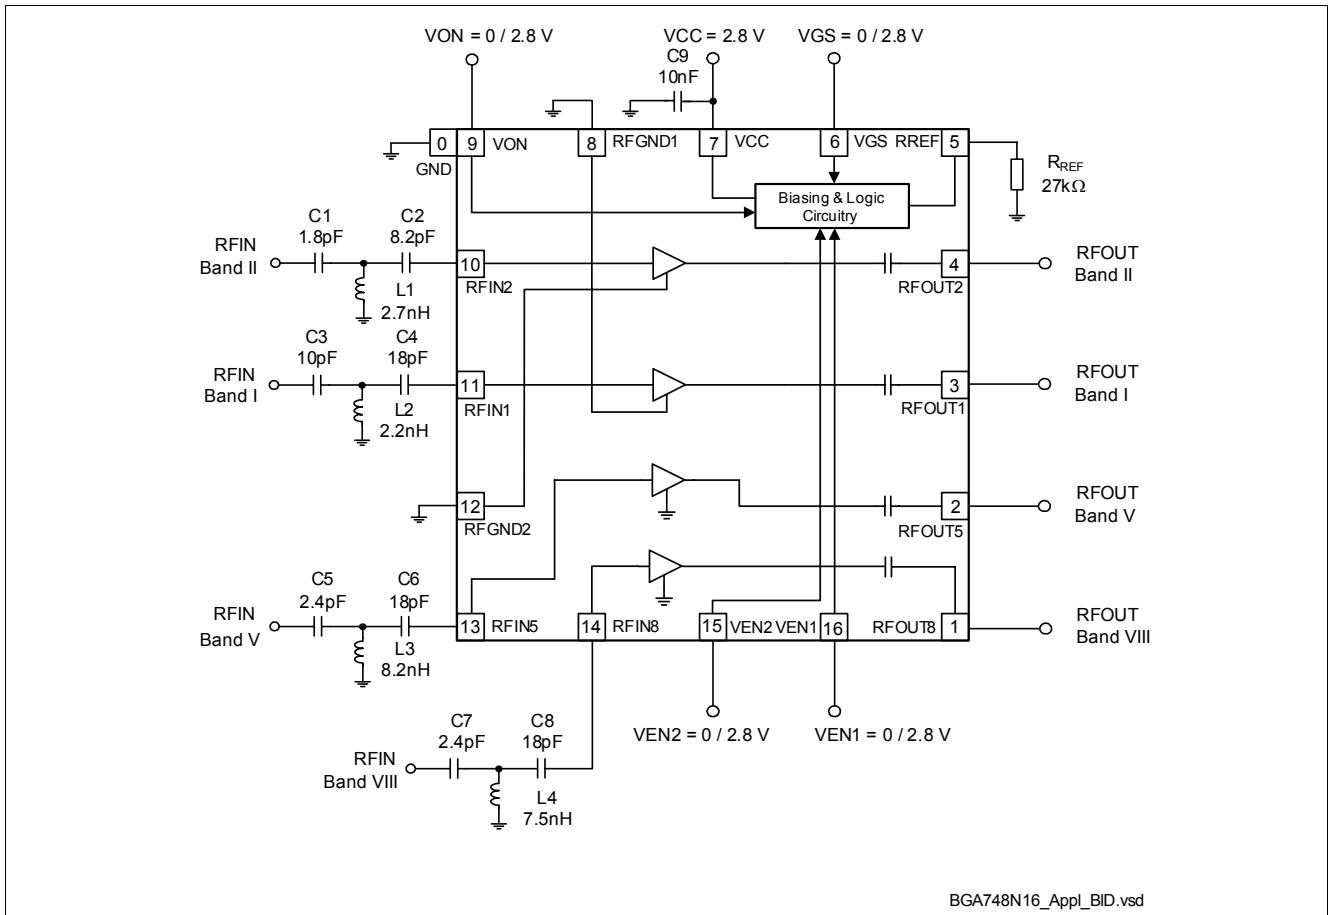 VON = 0 / 2.8 V
VCC = 2.8 V
VGS = 0 / 2.8 V
C9
10nF
0
9
VON
8
RFGND1
7
VCC
6
VGS
RREF
5
GND
RREF
27kΩ
Biasing & Logic
Circuitry
C1
1.8pF
C2
8.2pF
RFIN
Band II
10
RFIN2
L1
2.7nH
4
RFOUT2
RFOUT
Band II
C3
10pF
C4
18pF
RFIN
Band I
11
RFIN1
L2
2.2nH
3
RFOUT1
RFOUT
Band I
12
RFGND2
2
RFOUT5
RFOUT
Band V
C5
2.4pF
C6
18pF
RFIN
Band V
L3
8.2nH
13
RFIN5
14
RFIN8
15
VEN2
VEN1
16
RFOUT8
1
RFOUT
Band VIII
C7
2.4pF
C8
18pF
RFIN
Band VIII
L4
7.5nH
VEN2 = 0 / 2.8 V
VEN1 = 0 / 2.8 V
BGA748N16_Appl_BID.vsd